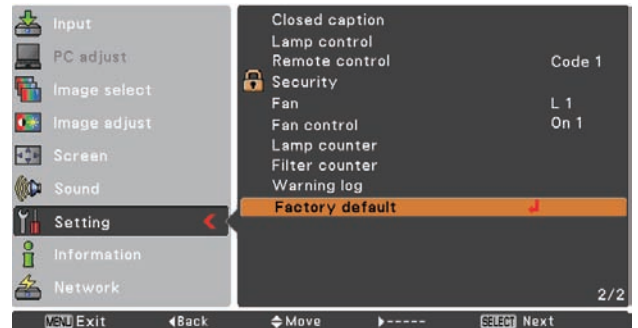 Input
PC adjust
Image select
Image adjust
Screen
Sound
Setting
Information
Network
Closed caption
Lamp control
Remote control Code 1
Security
Fan L 1
Fan control On 1
Lamp counter
Filter counter
Warning log
Factory default
2/2
MENU Exit ◀Back Move ▶----- SELECT Next